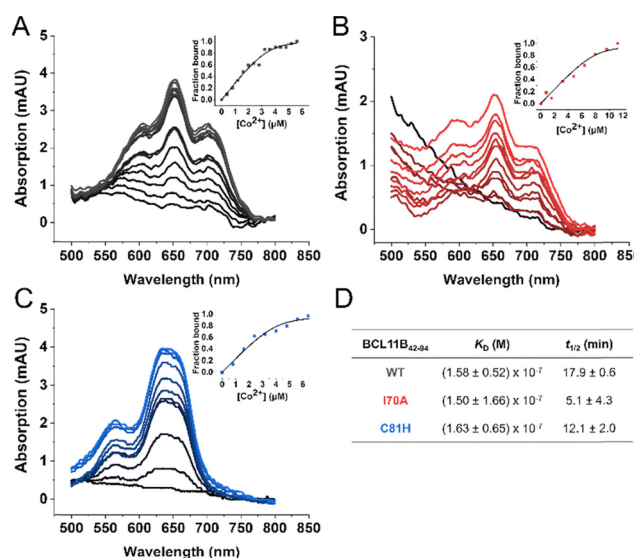 A
Absorption (mAU)
5
4
3
2
1
0
500 550 600 650 700 750 800 850
Wavelength (nm)
Fraction bound
1.0
0.8
0.6
0.4
0.2
0.0
0 1 2 3 4 5 6
[Co2+] (μM)
B
Absorption (mAU)
3
2
1
0
500 550 600 650 700 750 800 850
Wavelength (nm)
Fraction bound
1.0
0.8
0.6
0.4
0.2
0.0
0 2 4 6 8 10 12
[Co2+] (μM)
C
Absorption (mAU)
5
4
3
2
1
0
500 550 600 650 700 750 800 850
Wavelength (nm)
Fraction bound
1.0
0.8
0.6
0.4
0.2
0.0
0 1 2 3 4 5 6
[Co2+] (μM)
D
BCL11B42-94 KD (M) t1/2 (min)
WT (1.58 ± 0.52) x 10-7 17.9 ± 0.6
I70A (1.50 ± 1.66) x 10-7 5.1 ± 4.3
C81H (1.63 ± 0.65) x 10-7 12.1 ± 2.0